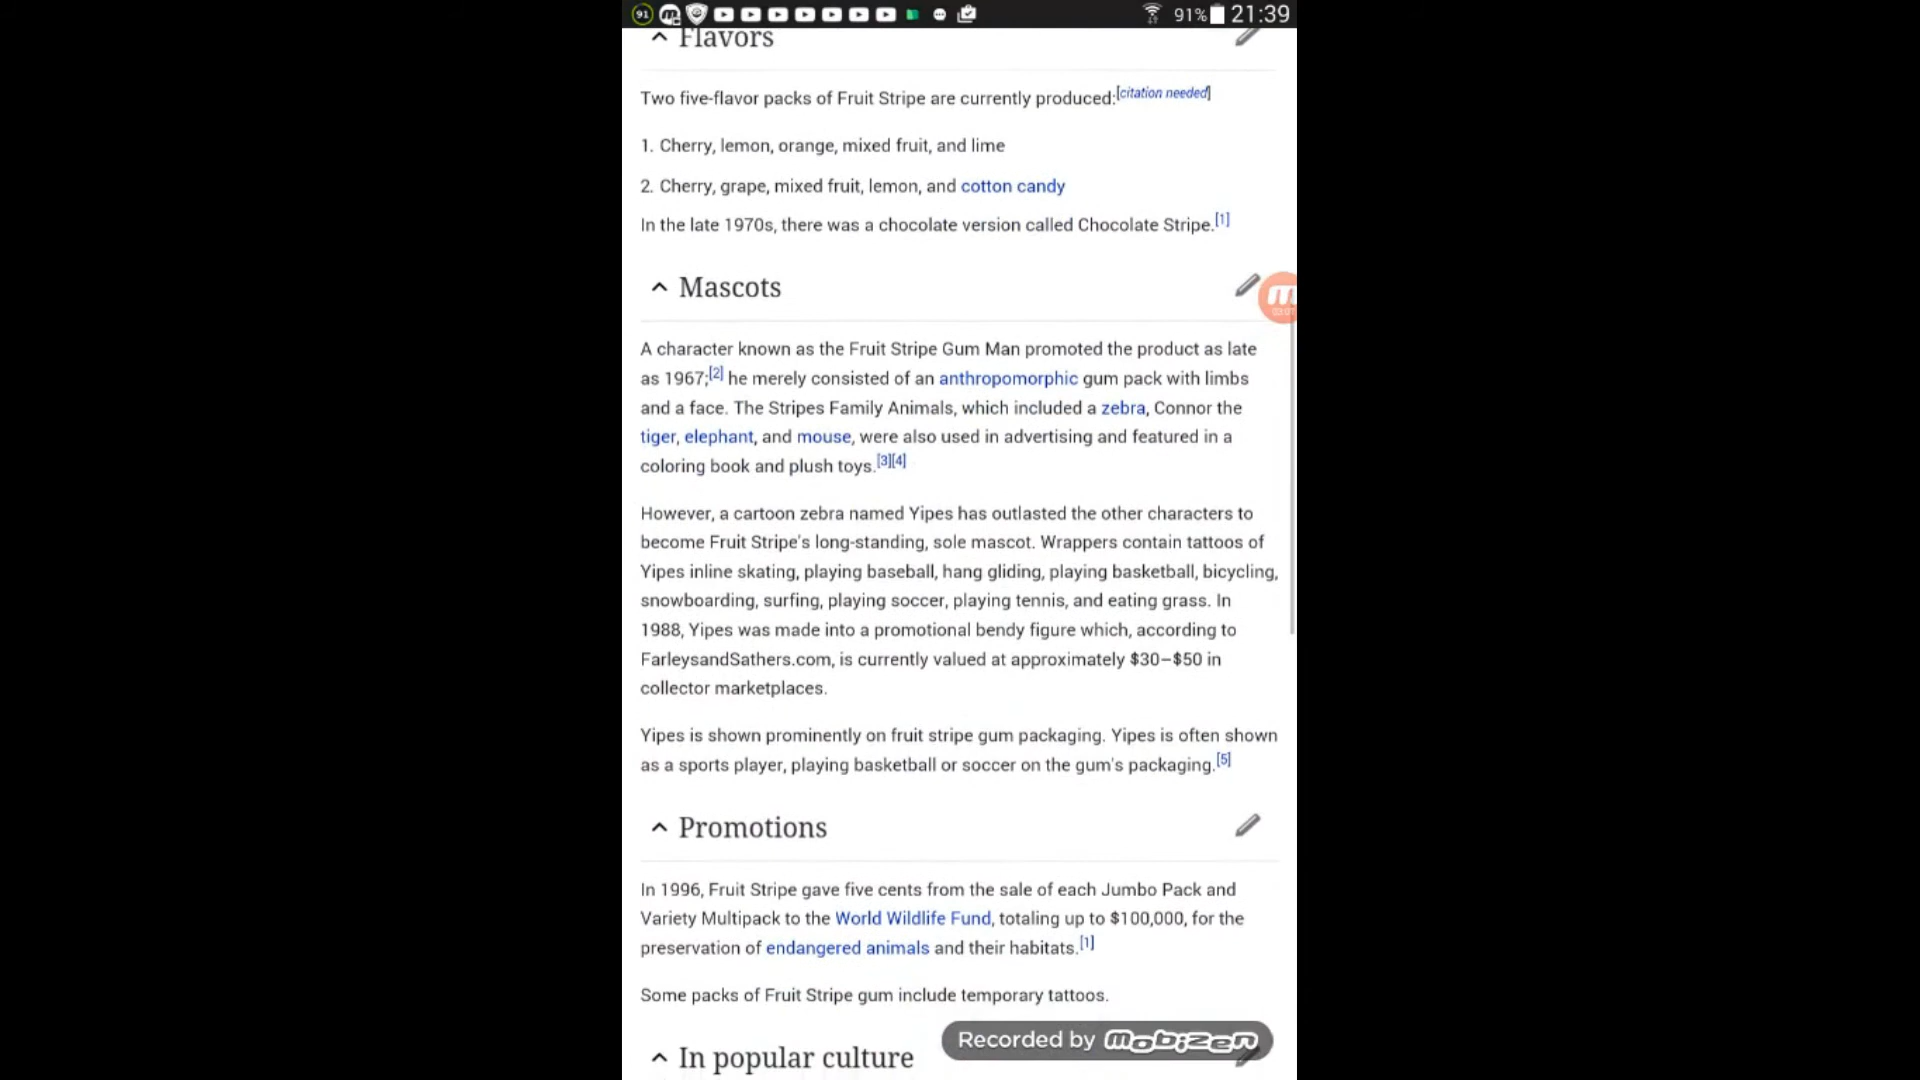 91 91% 21:39
Flavors
Two five-flavor packs of Fruit Stripe are currently produced:[citation needed]
1. Cherry, lemon, orange, mixed fruit, and lime
2. Cherry, grape, mixed fruit, lemon, and cotton candy
In the late 1970s, there was a chocolate version called Chocolate Stripe.[1]
Mascots
A character known as the Fruit Stripe Gum Man promoted the product as late
as 1967;[2] he merely consisted of an anthropomorphic gum pack with limbs
and a face. The Stripes Family Animals, which included a zebra, Connor the
tiger, elephant, and mouse, were also used in advertising and featured in a
coloring book and plush toys.[3][4]
However, a cartoon zebra named Yipes has outlasted the other characters to
become Fruit Stripe's long-standing, sole mascot. Wrappers contain tattoos of
Yipes inline skating, playing baseball, hang gliding, playing basketball, bicycling,
snowboarding, surfing, playing soccer, playing tennis, and eating grass. In
1988, Yipes was made into a promotional bendy figure which, according to
FarleysandSathers.com, is currently valued at approximately $30–$50 in
collector marketplaces.
Yipes is shown prominently on fruit stripe gum packaging. Yipes is often shown
as a sports player, playing basketball or soccer on the gum's packaging.[5]
Promotions
In 1996, Fruit Stripe gave five cents from the sale of each Jumbo Pack and
Variety Multipack to the World Wildlife Fund, totaling up to $100,000, for the
preservation of endangered animals and their habitats.[1]
Some packs of Fruit Stripe gum include temporary tattoos.
Recorded by mobizen
In popular culture